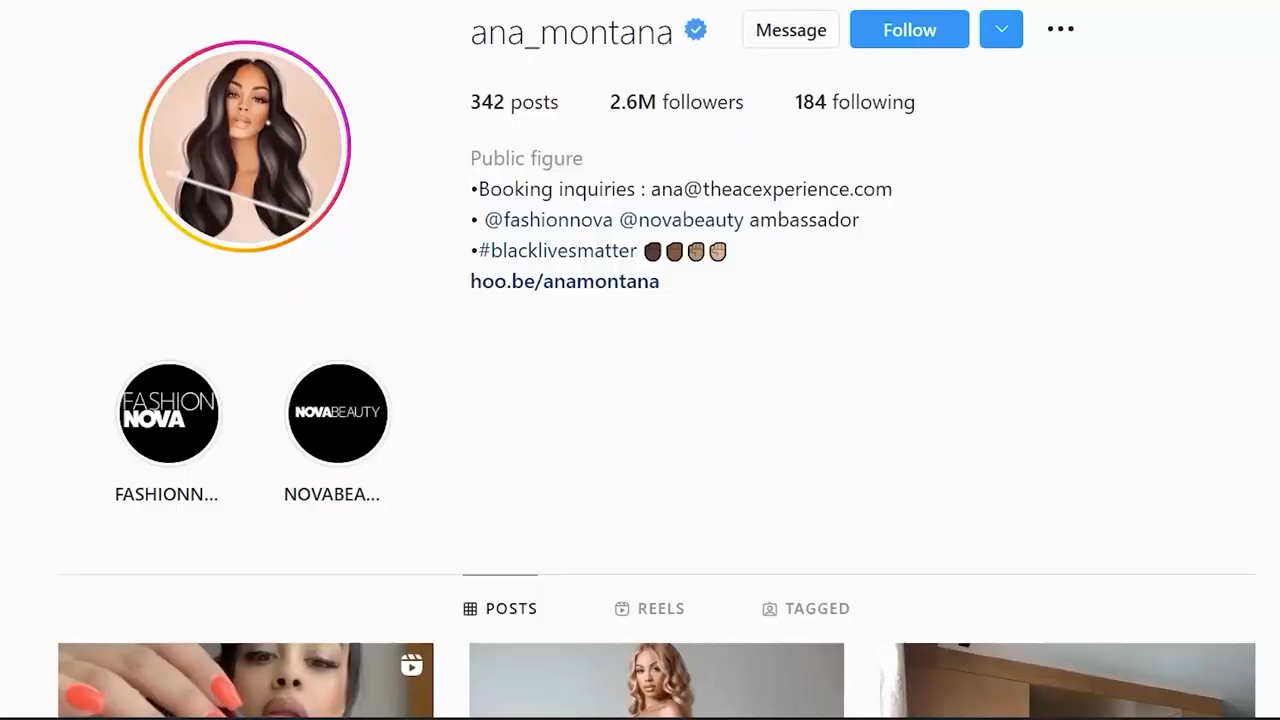 ana_montana
Message
Follow
342 posts
2.6M followers
184 following
Public figure
•Booking inquiries : ana@theacexperience.com
• @fashionnova @novabeauty ambassador
•#blacklivesmatter ✊🏿✊🏾✊🏽✊🏼
hoo.be/anamontana
FASHION
NOVA
NOVABEAUTY
FASHIONN...
NOVABEA...
POSTS
REELS
TAGGED